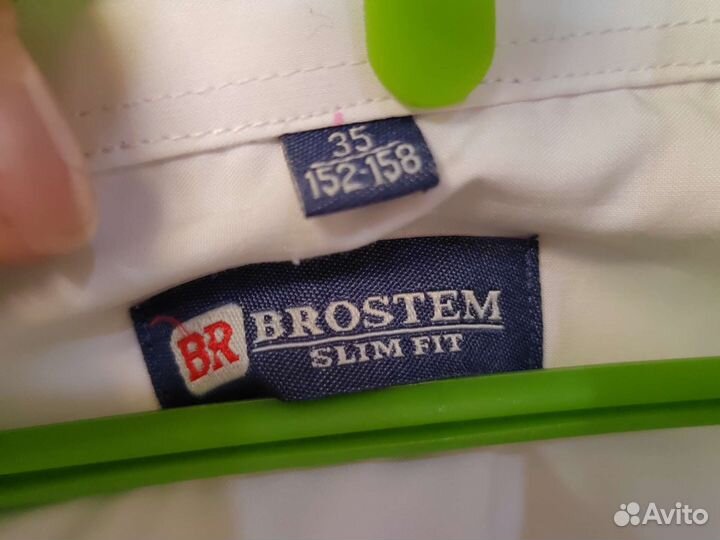 35
152-158
BR BROSTEM
SLIM FIT
Avito